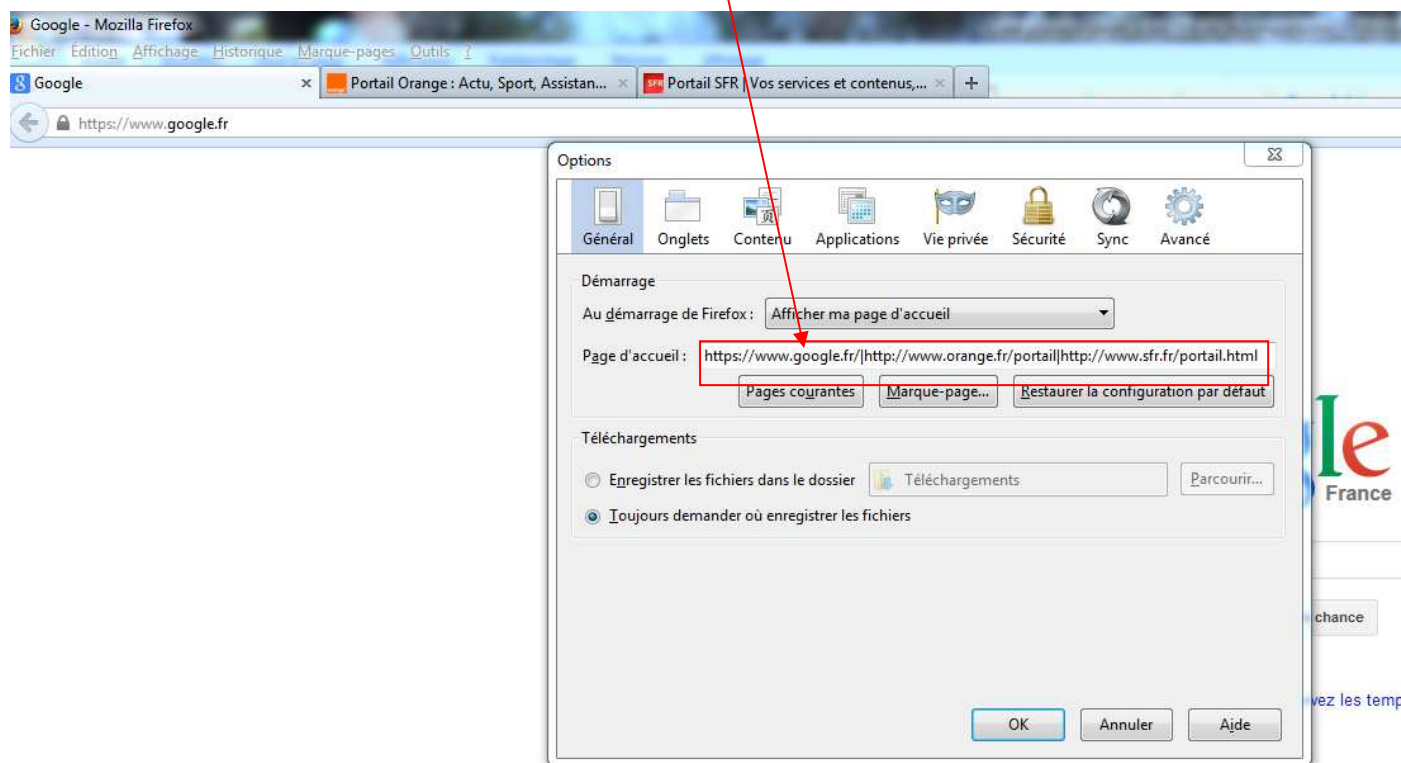 Google - Mozilla Firefox
Fichier Edition Affichage Historique Marque-pages Outils ?
Google
Portail Orange : Actu, Sport, Assistan...
SFR Portail SFR | Vos services et contenus,...
https://www.google.fr
Options
Général Onglets Contenu Applications Vie privée Sécurité Sync Avancé
Démarrage
Au démarrage de Firefox : Afficher ma page d'accueil
Page d'accueil : https://www.google.fr/|http://www.orange.fr/portail|http://www.sfr.fr/portail.html
Pages courantes Marque-page... Restaurer la configuration par défaut
Téléchargements
Enregistrer les fichiers dans le dossier Téléchargements Parcourir...
Toujours demander où enregistrer les fichiers
le
France
chance
vez les temp
OK Annuler Aide